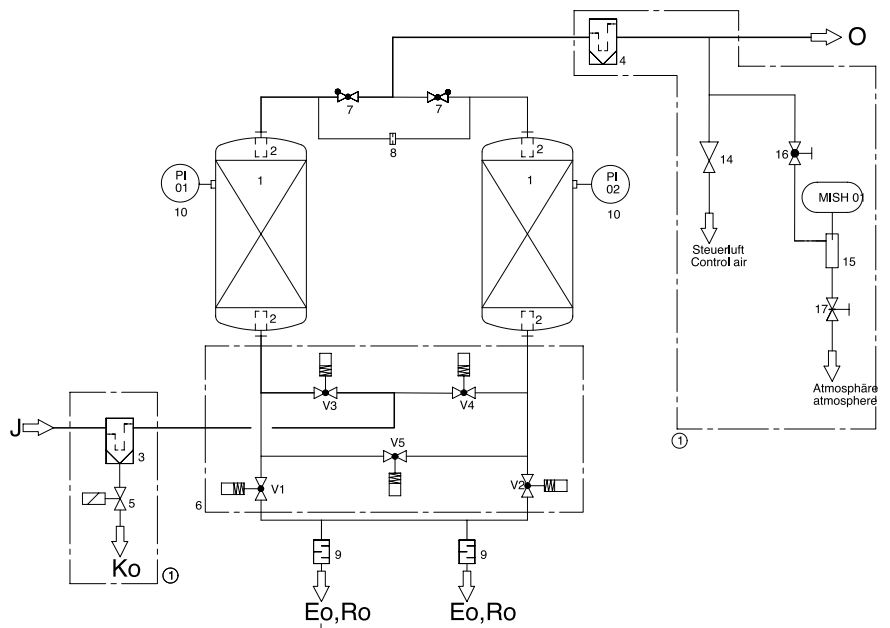 O
4
7
7
8
2
2
14
16
PI
01
1
1
PI
02
10
10
MISH 01
Steuerluft
Control air
15
2
2
17
V3
V4
Atmosphäre
atmosphere
J
3
V5
1
V1
V2
5
6
Ko
1
9
9
Eo,Ro
Eo,Ro